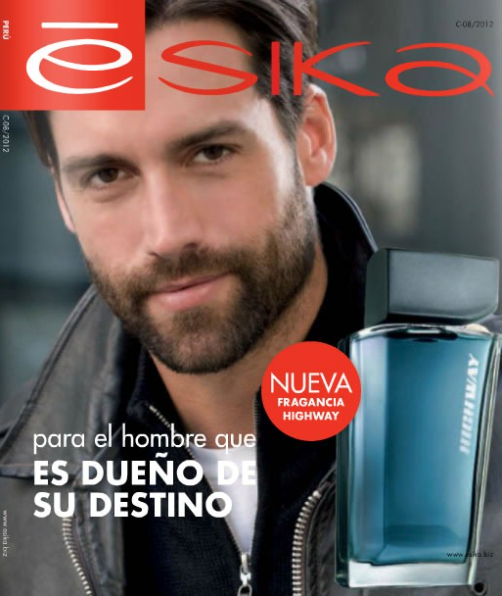 PERÚ
C-08/2012
ēSIKA
C-08/2012
NUEVA
FRAGANCIA
HIGHWAY
HIGHWAY
para el hombre que
ES DUEÑO DE
SU DESTINO
www.esika.biz
www.esika.biz